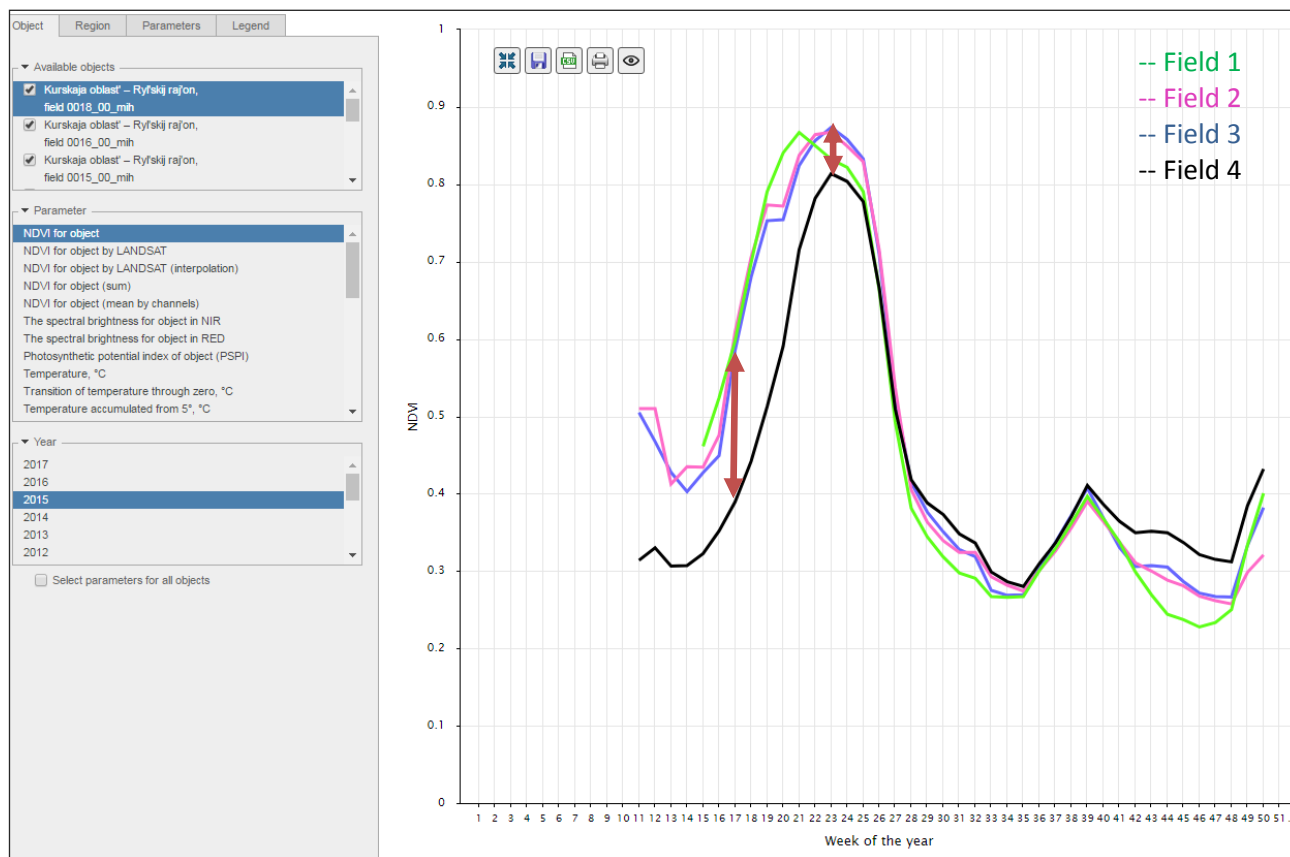 Object Region Parameters Legend
Available objects
Kurskaja oblast' – Ryl'skij raj'on,
field 0018_00_mih
Kurskaja oblast' – Ryl'skij raj'on,
field 0016_00_mih
Kurskaja oblast' – Ryl'skij raj'on,
field 0015_00_mih
Parameter
NDVI for object
NDVI for object by LANDSAT
NDVI for object by LANDSAT (interpolation)
NDVI for object (sum)
NDVI for object (mean by channels)
The spectral brightness for object in NIR
The spectral brightness for object in RED
Photosynthetic potential index of object (PSPI)
Temperature, °C
Transition of temperature through zero, °C
Temperature accumulated from 5°, °C
Year
2017
2016
2015
2014
2013
2012
Select parameters for all objects
CSV
-- Field 1
-- Field 2
-- Field 3
-- Field 4
1
0.9
0.8
0.7
0.6
0.5
0.4
0.3
0.2
0.1
0
NDVI
1 2 3 4 5 6 7 8 9 10 11 12 13 14 15 16 17 18 19 20 21 22 23 24 25 26 27 28 29 30 31 32 33 34 35 36 37 38 39 40 41 42 43 44 45 46 47 48 49 50 51
Week of the year